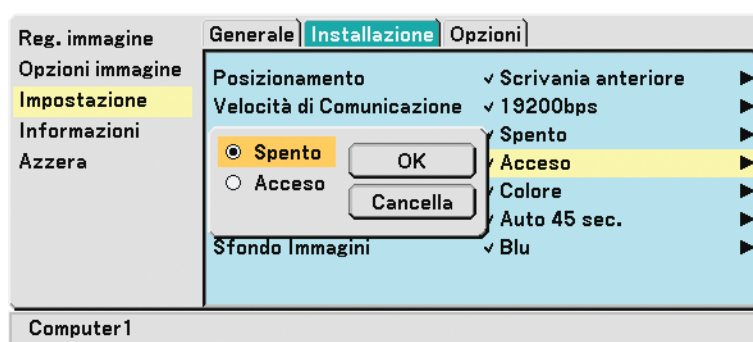 Reg. immagine
Opzioni immagine
Impostazione
Informazioni
Azzera
Generale Installazione Opzioni
Posizionamento ✓ Scrivania anteriore
Velocità di Comunicazione ✓ 19200bps
✓ Spento
✓ Acceso
✓ Colore
✓ Auto 45 sec.
Sfondo Immagini ✓ Blu
Spento
Acceso
OK
Cancella
Computer1